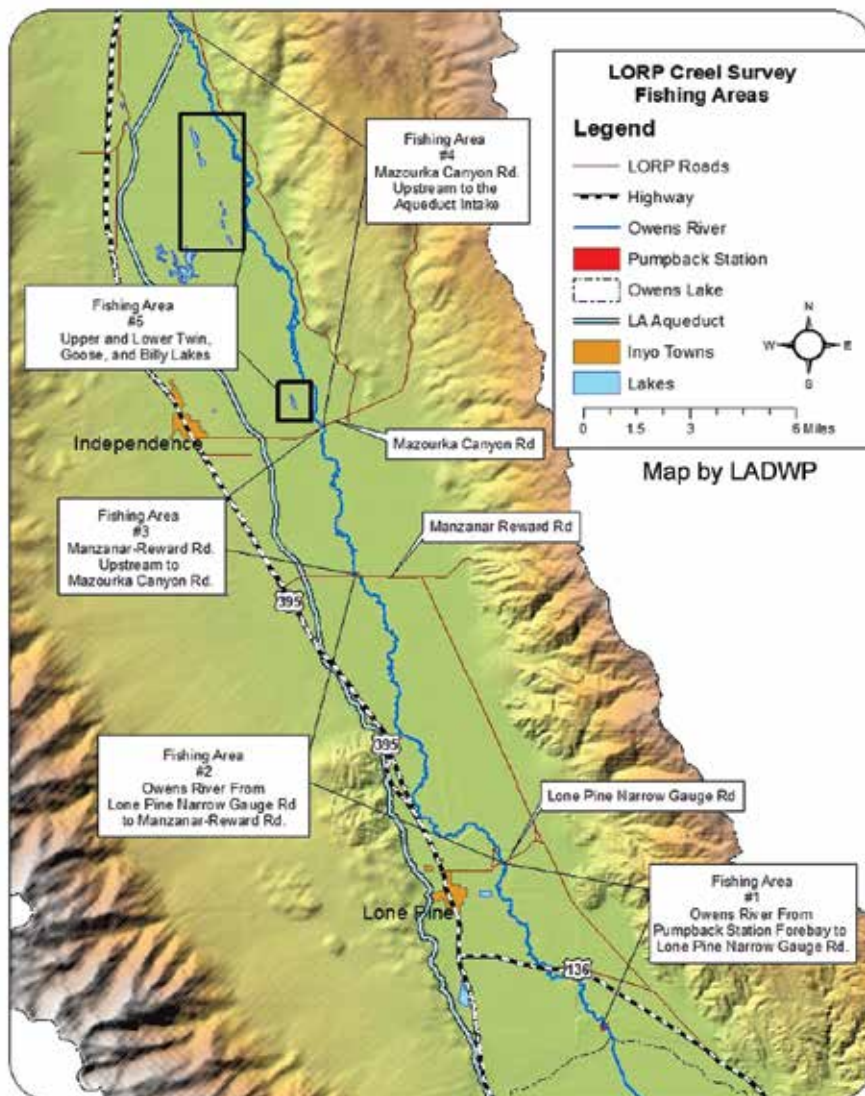 LORP Creel Survey
Fishing Areas
Legend
LORP Roads
Highway
Owens River
Pumpback Station
Owens Lake
LA Aqueduct
Inyo Towns
Lakes
N
W
E
S
0 1.5 3 6 Miles
Map by LADWP
Fishing Area
#4
Mazourka Canyon Rd.
Upstream to the
Aqueduct Intake
Fishing Area
#5
Upper and Lower Twin,
Goose, and Billy Lakes
Independence
Mazourka Canyon Rd
Fishing Area
#3
Manzanar-Reward Rd.
Upstream to
Mazourka Canyon Rd.
Manzanar Reward Rd
395
Fishing Area
#2
Owens River From
Lone Pine Narrow Gauge Rd
to Manzanar-Reward Rd.
395
Lone Pine Narrow Gauge Rd
Lone Pine
Fishing Area
#1
Owens River From
Pumpback Station Forebay to
Lone Pine Narrow Gauge Rd.
136